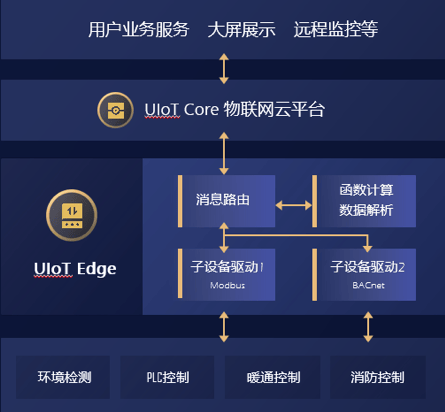 用户业务服务 大屏展示 远程监控等
UIoT Core 物联网云平台
消息路由
函数计算
数据解析
UIoT Edge
子设备驱动1
Modbus
子设备驱动2
BACnet
环境检测 PLC控制 暖通控制 消防控制